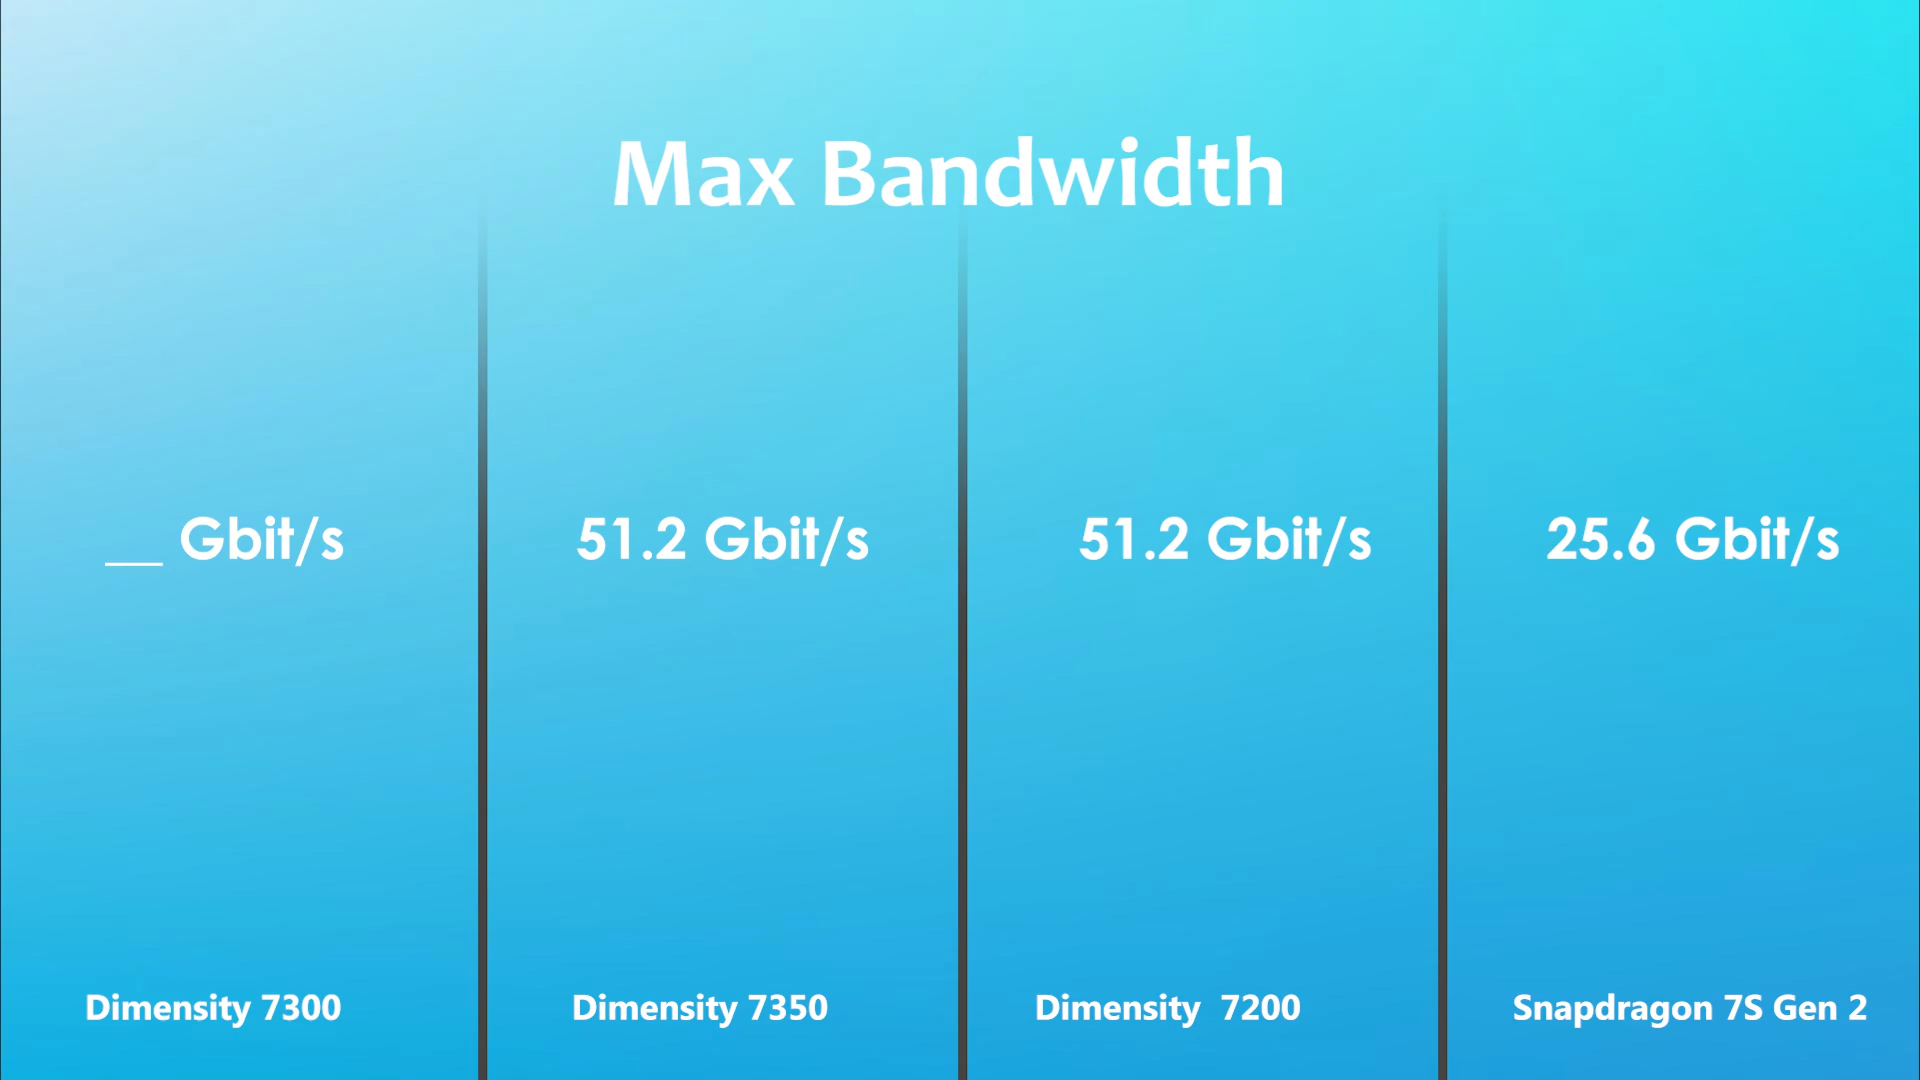 Max Bandwidth
__ Gbit/s
51.2 Gbit/s
51.2 Gbit/s
25.6 Gbit/s
Dimensity 7300
Dimensity 7350
Dimensity  7200
Snapdragon 7S Gen 2